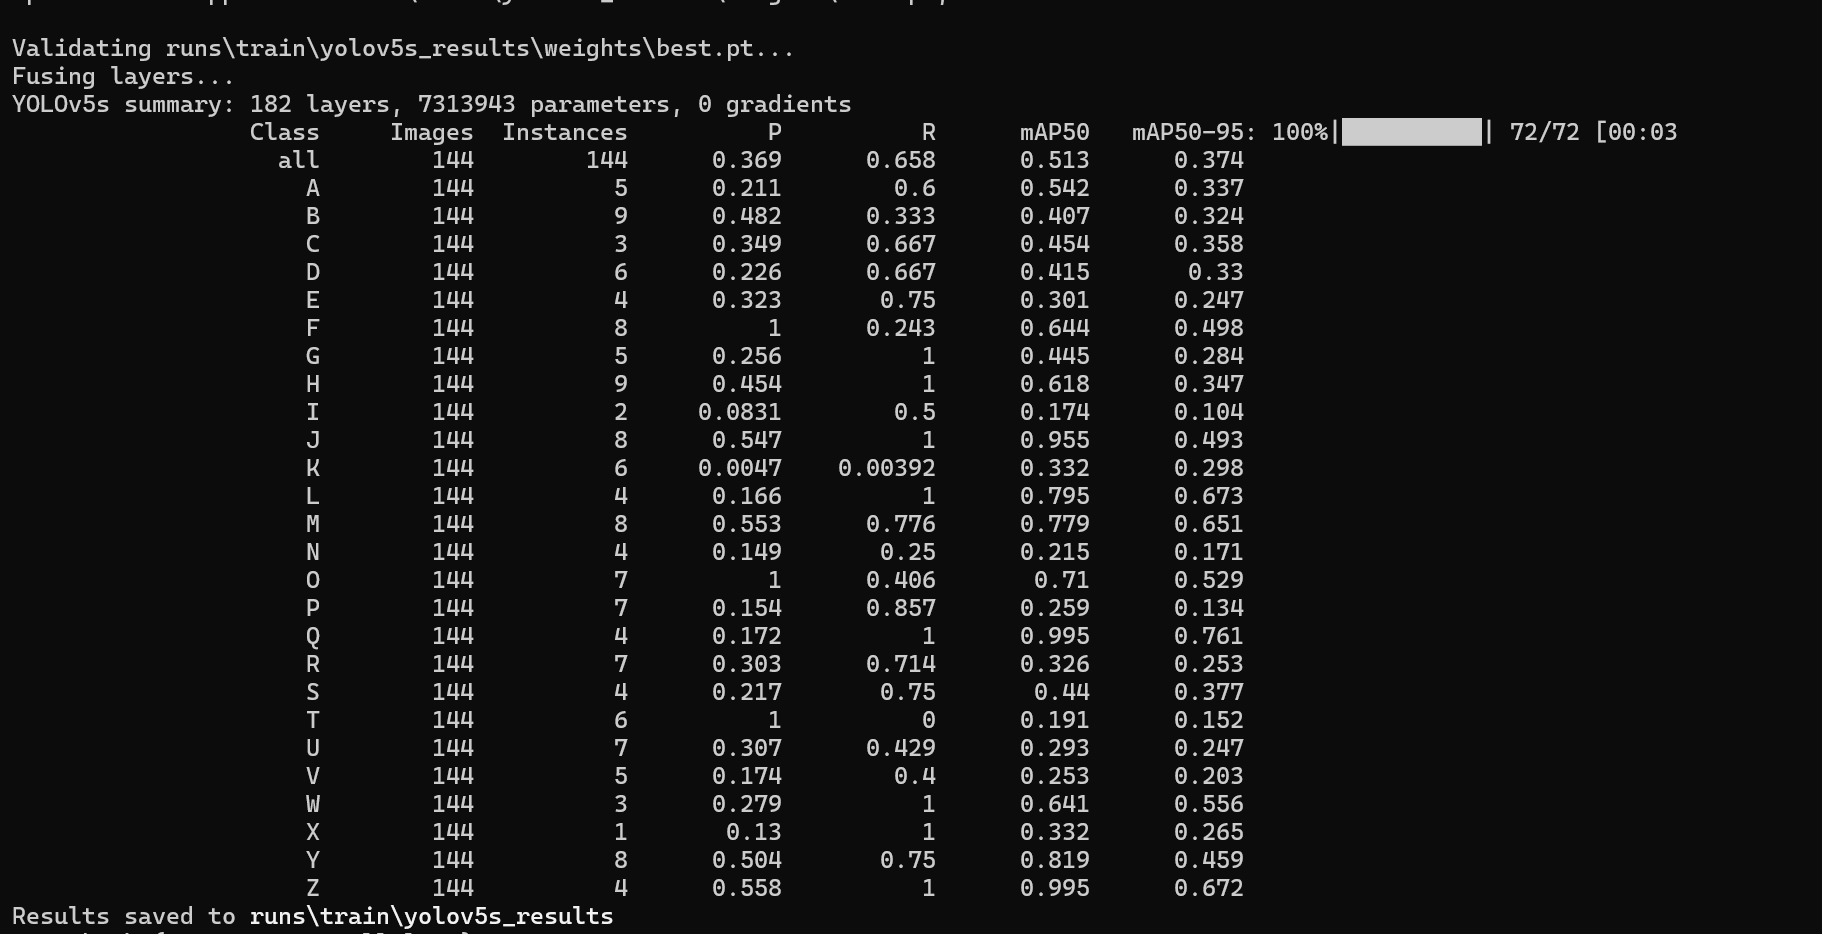 Validating runs\train\yolov5s_results\weights\best.pt...
Fusing layers...
YOLOv5s summary: 182 layers, 7313943 parameters, 0 gradients
Class Images Instances P R mAP50 mAP50-95: 100%|██████████| 72/72 [00:03
all 144 144 0.369 0.658 0.513 0.374
A 144 5 0.211 0.6 0.542 0.337
B 144 9 0.482 0.333 0.407 0.324
C 144 3 0.349 0.667 0.454 0.358
D 144 6 0.226 0.667 0.415 0.33
E 144 4 0.323 0.75 0.301 0.247
F 144 8 1 0.243 0.644 0.498
G 144 5 0.256 1 0.445 0.284
H 144 9 0.454 1 0.618 0.347
I 144 2 0.0831 0.5 0.174 0.104
J 144 8 0.547 1 0.955 0.493
K 144 6 0.0047 0.00392 0.332 0.298
L 144 4 0.166 1 0.795 0.673
M 144 8 0.553 0.776 0.779 0.651
N 144 4 0.149 0.25 0.215 0.171
O 144 7 1 0.406 0.71 0.529
P 144 7 0.154 0.857 0.259 0.134
Q 144 4 0.172 1 0.995 0.761
R 144 7 0.303 0.714 0.326 0.253
S 144 4 0.217 0.75 0.44 0.377
T 144 6 1 0 0.191 0.152
U 144 7 0.307 0.429 0.293 0.247
V 144 5 0.174 0.4 0.253 0.203
W 144 3 0.279 1 0.641 0.556
X 144 1 0.13 1 0.332 0.265
Y 144 8 0.504 0.75 0.819 0.459
Z 144 4 0.558 1 0.995 0.672
Results saved to runs\train\yolov5s_results